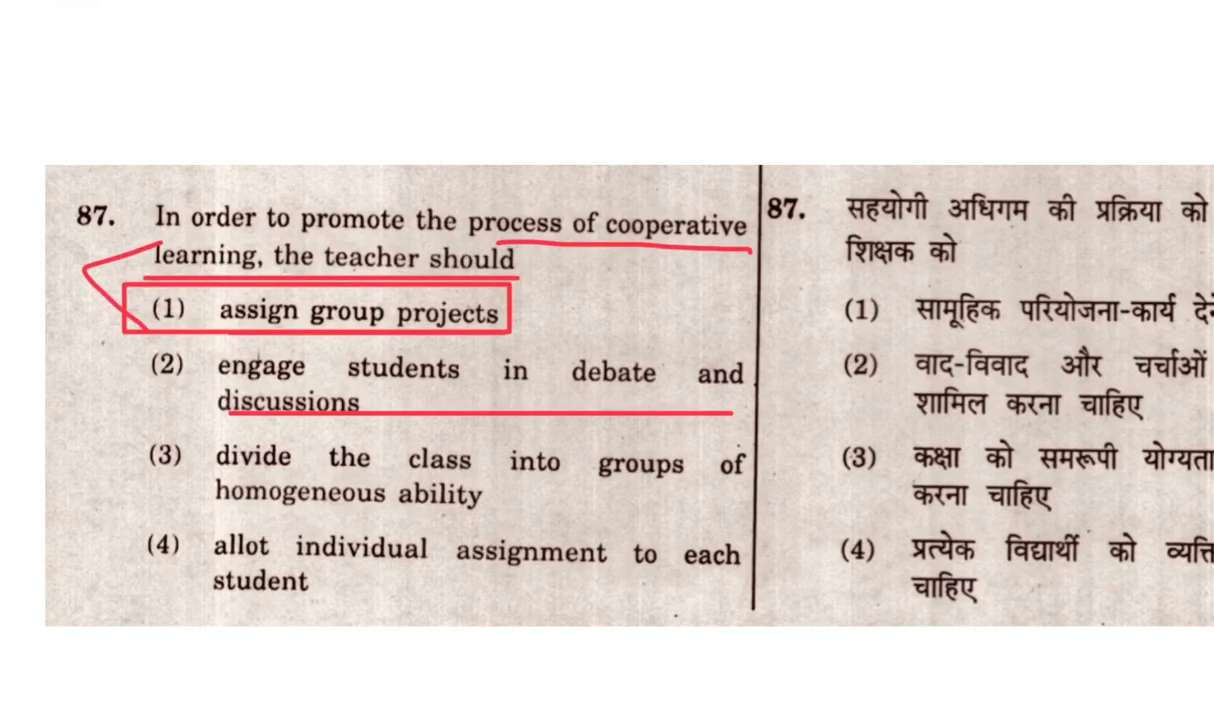 87. In order to promote the process of cooperative
learning, the teacher should
(1) assign group projects
(2) engage students in debate and
discussions
(3) divide the class into groups of
homogeneous ability
(4) allot individual assignment to each
student
87. सहयोगी अधिगम की प्रक्रिया को
शिक्षक को
(1) सामूहिक परियोजना-कार्य
(2) वाद-विवाद और चर्चाओं
शामिल करना चाहिए
(3) कक्षा को समरूपी योग्यता
करना चाहिए
(4) प्रत्येक विद्यार्थी को
चाहिए